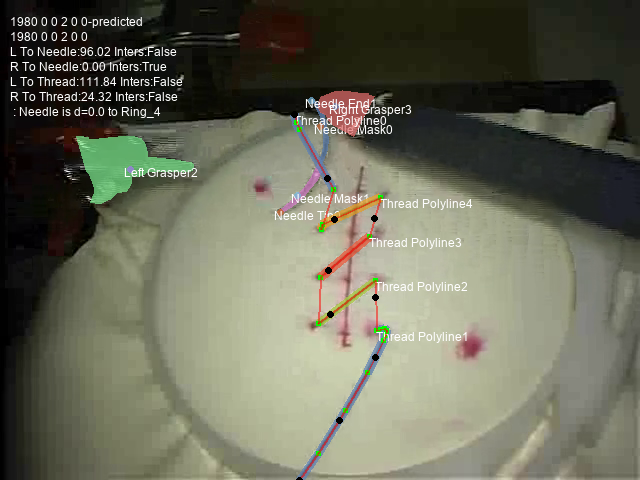 1980 0 0 2 0 0-predicted
1980 0 0 2 0 0
L To Needle:96.02 Inters:False
R To Needle:0.00 Inters:True
L To Thread:111.84 Inters:False
R To Thread:24.32 Inters:False
: Needle is d=0.0 to Ring_4
Needle End1
Right Grasper3
Thread Polyline0
Needle Mask0
Left Grasper2
Needle Mask1
Thread Polyline4
Needle
Thread Polyline3
Thread Polyline2
Thread Polyline1